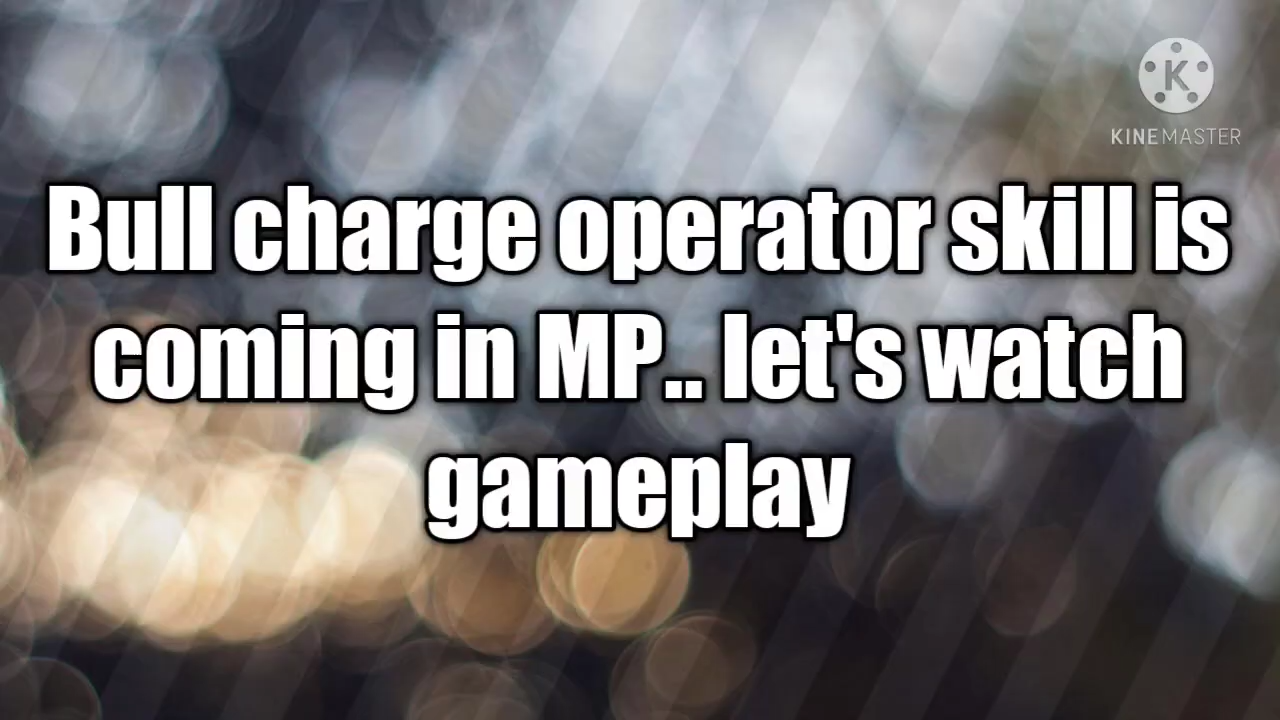 K
KINEMASTER
Bull charge operator skill is
coming in MP.. let's watch
gameplay